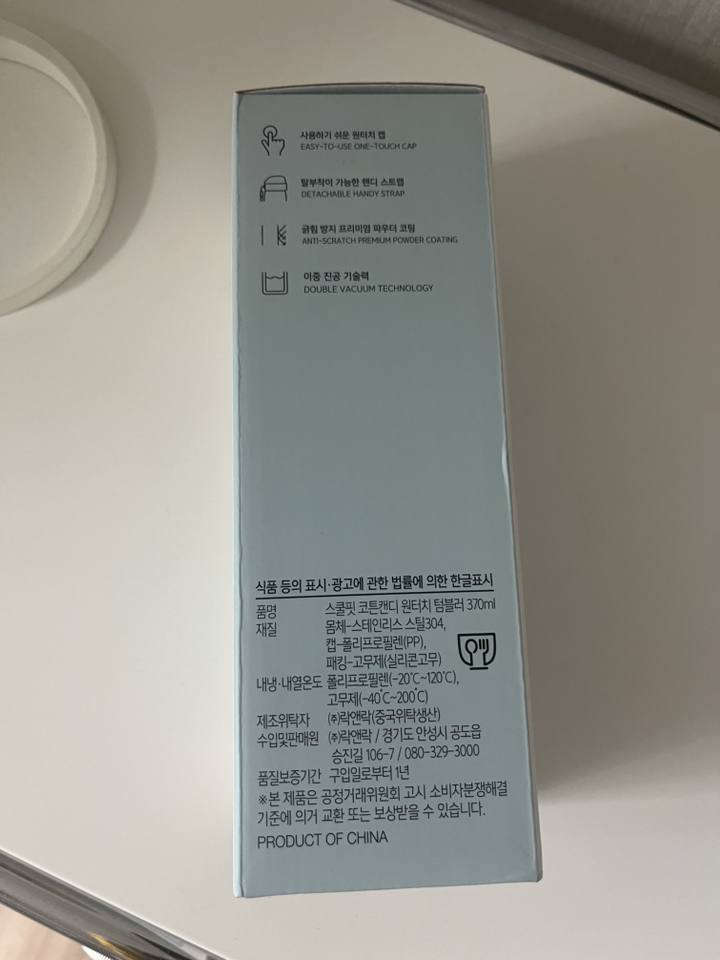 사용하기 쉬운 원터치 캡
EASY-TO-USE ONE-TOUCH CAP
탈부착이 가능한 핸디 스트랩
DETACHABLE HANDY STRAP
긁힘 방지 프리미엄 파우더 코팅
ANTI-SCRATCH PREMIUM POWDER COATING
이중 진공 기술력
DOUBLE VACUUM TECHNOLOGY
식품 등의 표시·광고에 관한 법률에 의한 한글표시
품명 스쿨핏 코튼캔디 원터치 텀블러 370ml
재질 몸체-스테인리스 스틸304,
캡-폴리프로필렌(PP),
패킹-고무제(실리콘고무)
내냉·내열온도 폴리프로필렌(-20℃~120℃),
고무제(-40℃~200℃)
제조위탁자 ㈜락앤락(중국위탁생산)
수입및판매원 ㈜락앤락 / 경기도 안성시 공도읍
승진길 106-7 / 080-329-3000
품질보증기간 구입일로부터 1년
※본 제품은 공정거래위원회 고시 소비자분쟁해결
기준에 의거 교환 또는 보상받을 수 있습니다.
PRODUCT OF CHINA